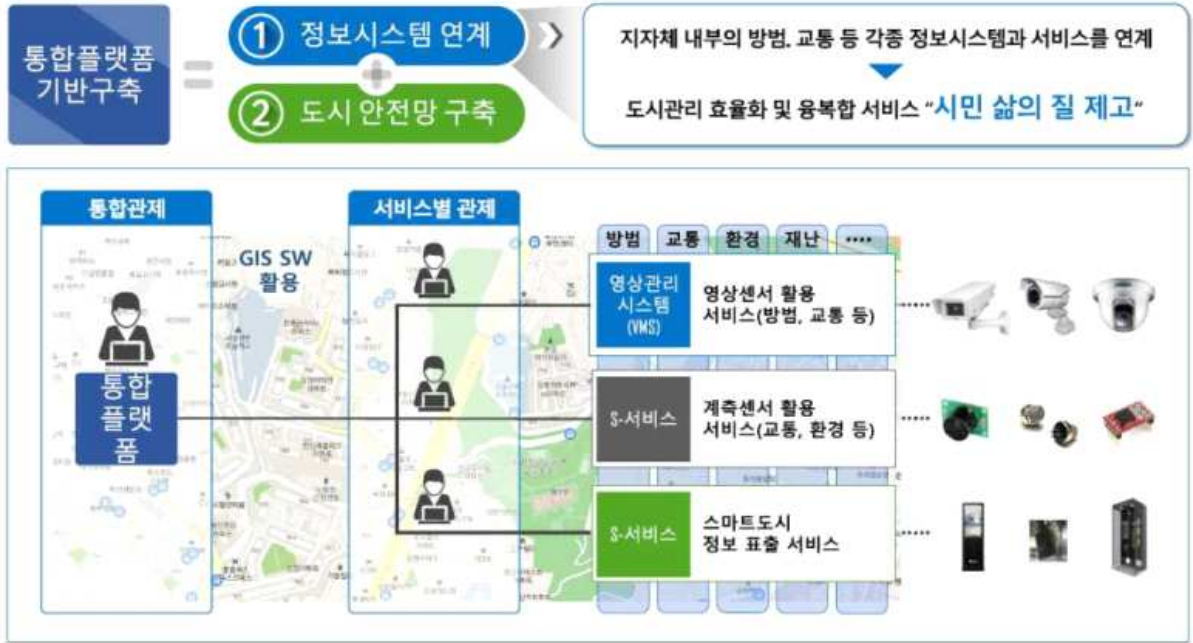 통합플랫폼
기반구축
① 정보시스템 연계
② 도시 안전망 구축
지자체 내부의 방범, 교통 등 각종 정보시스템과 서비스를 연계
도시관리 효율화 및 융복합 서비스 “시민 삶의 질 제고“
통합관제
서비스별 관제
GIS SW
활용
통합
플랫
폼
방범 교통 환경 재난 ····
영상관리
시스템
(VMS)
영상센서 활용
서비스(방범, 교통 등)
S-서비스
계측센서 활용
서비스(교통, 환경 등)
S-서비스
스마트도시
정보 표출 서비스